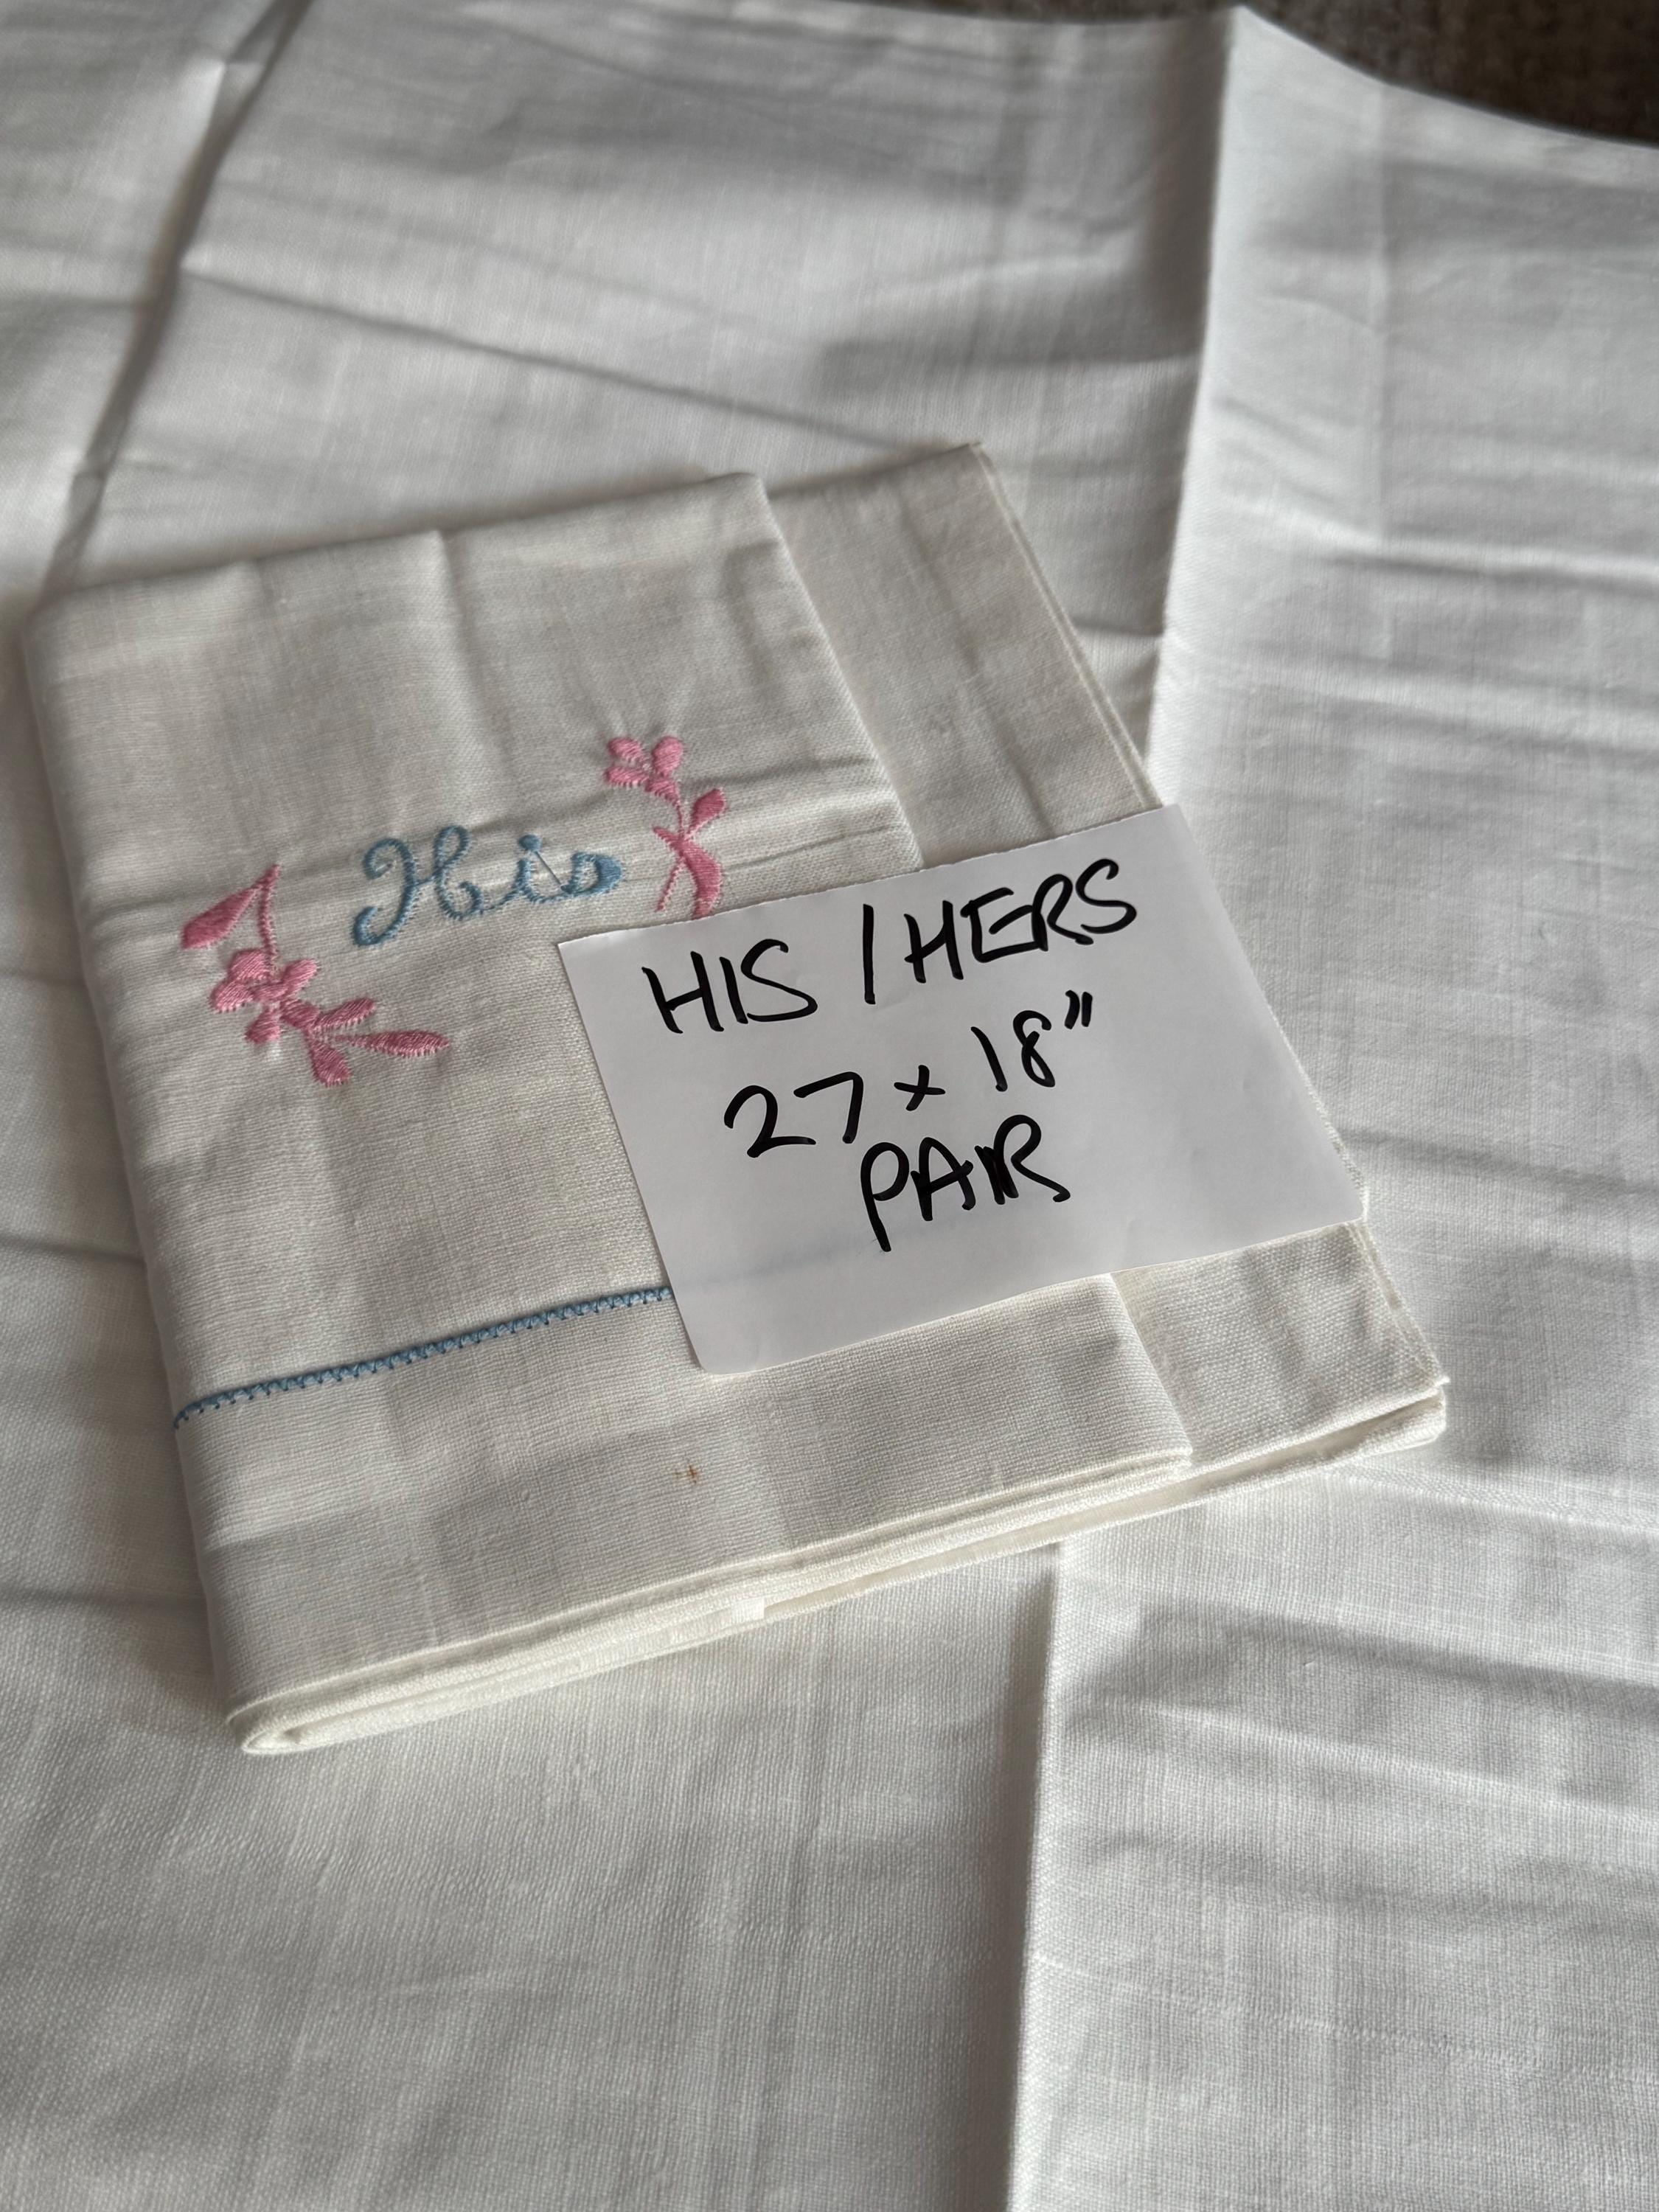 His
HIS / HERS
27 x 18"
PAIR